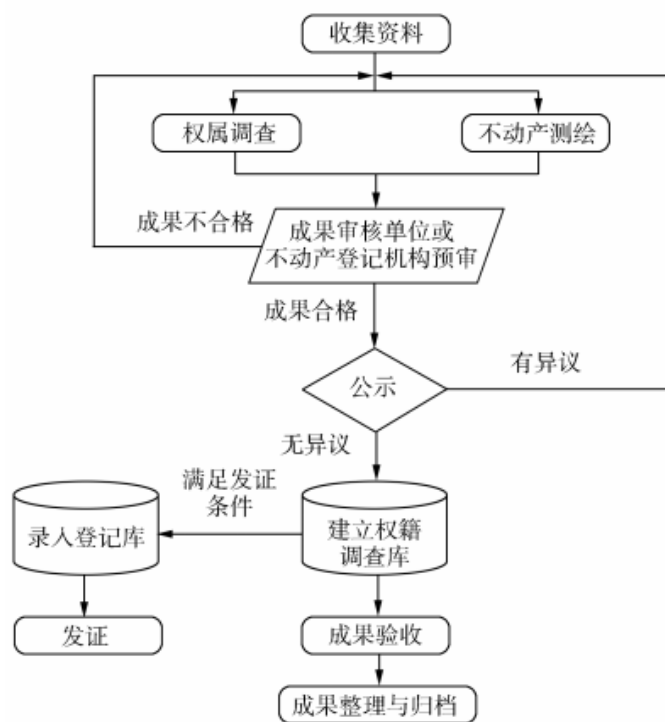 收集资料
权属调查
不动产测绘
成果不合格
成果审核单位或
不动产登记机构预审
成果合格
公示
有异议
无异议
满足发证
条件
录入登记库
建立权籍
调查库
发证
成果验收
成果整理与归档